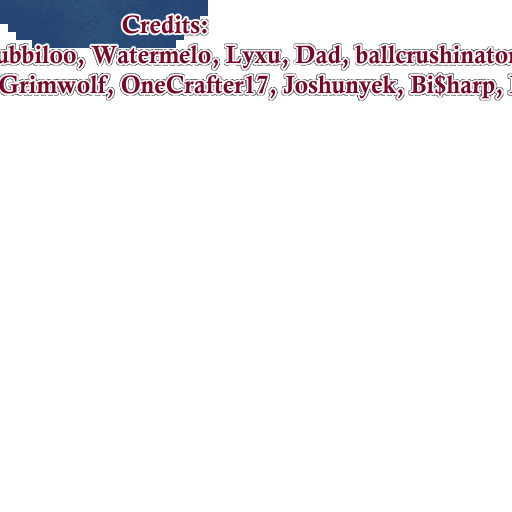 Credits:
ubbiloo, Watermelo, Lyxu, Dad, ballcrushinator
Grimwolf, OneCrafter17, Joshunyek, Bi$harp,